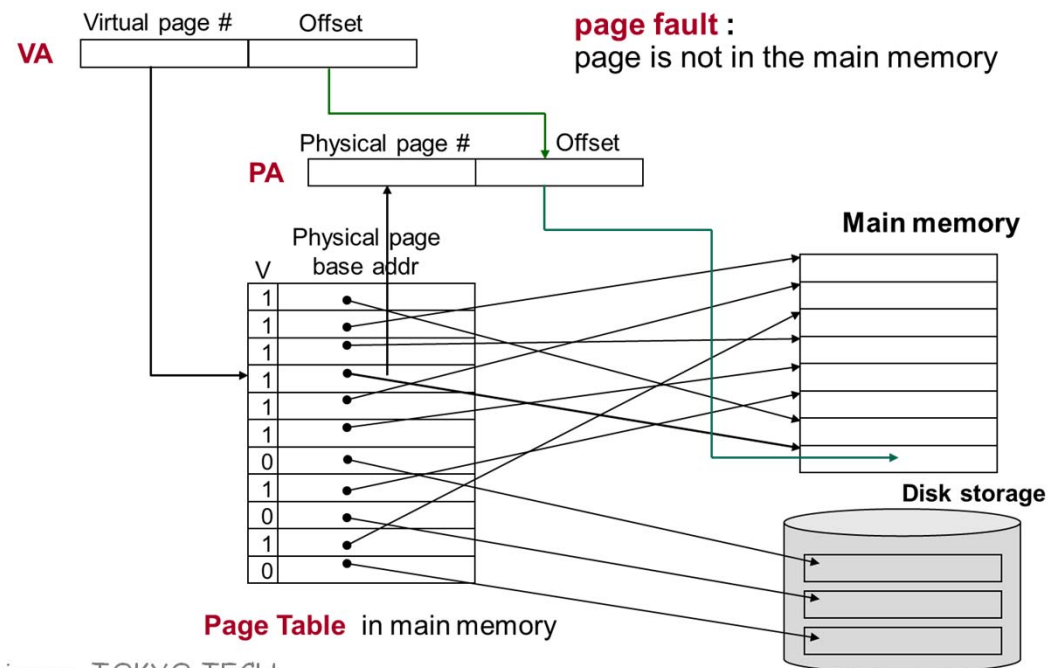 Virtual page # Offset
VA
page fault :
page is not in the main memory
Physical page # Offset
PA
Main memory
Physical page
base addr
V
1
1
1
1
1
1
0
1
0
1
0
Disk storage
Page Table in main memory
TOKYO TECH